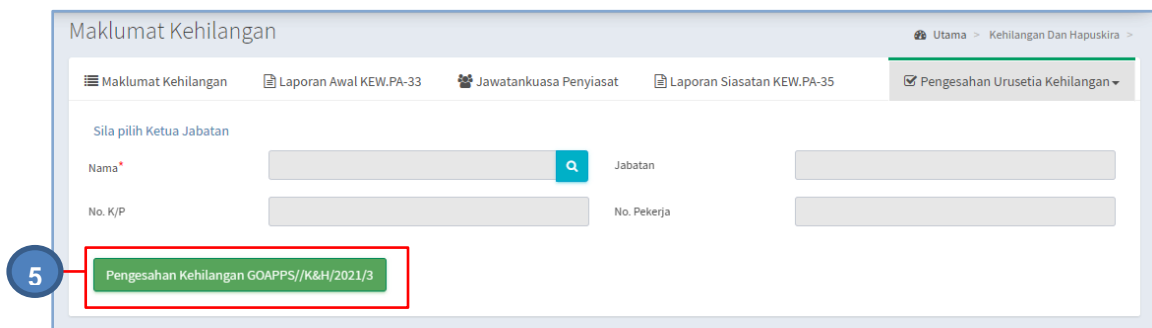 Maklumat Kehilangan
Utama > Kehilangan Dan Hapuskira >
Maklumat Kehilangan Laporan Awal KEW.PA-33 Jawatankuasa Penyiasat Laporan Siasatan KEW.PA-35 Pengesahan Urusetia Kehilangan
Sila pilih Ketua Jabatan
Nama* Jabatan
No. K/P No. Pekerja
5 Pengesahan Kehilangan GOAPPS//K&H/2021/3